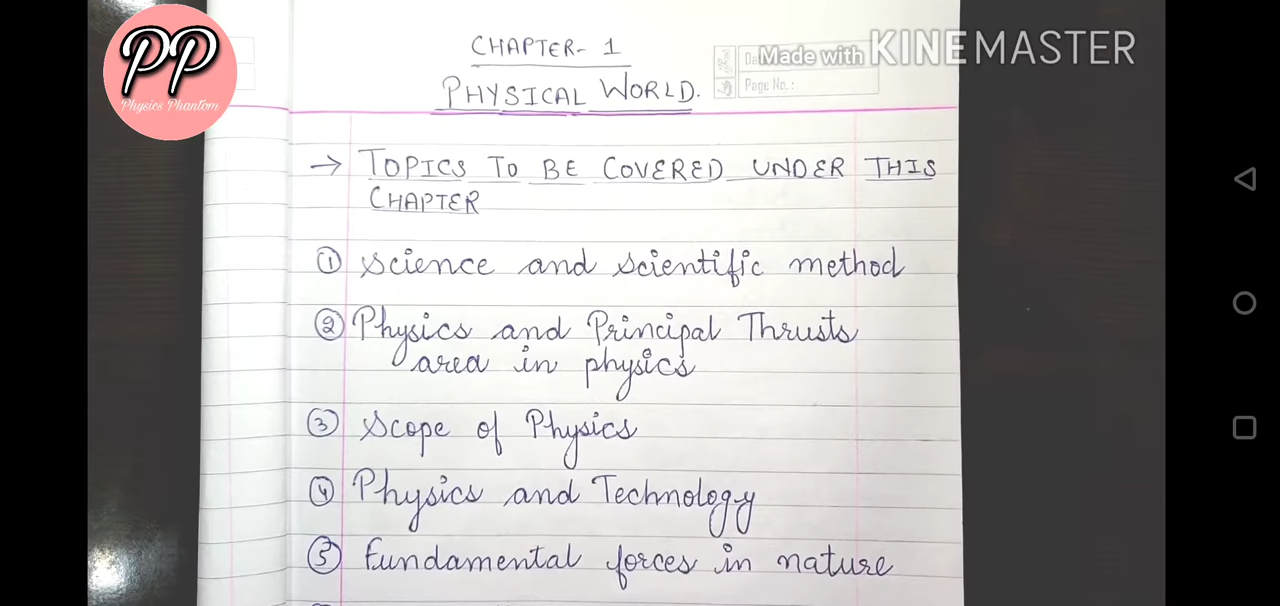 PP
Physics Phantom
Made with KINEMASTER
Page No. :
CHAPTER- 1
PHYSICAL WORLD.
→ TOPICS TO BE COVERED UNDER THIS
CHAPTER
① Science and scientific method
② Physics and Principal Thrusts
area in physics
③ Scope of Physics
④ Physics and Technology
⑤ Fundamental forces in nature